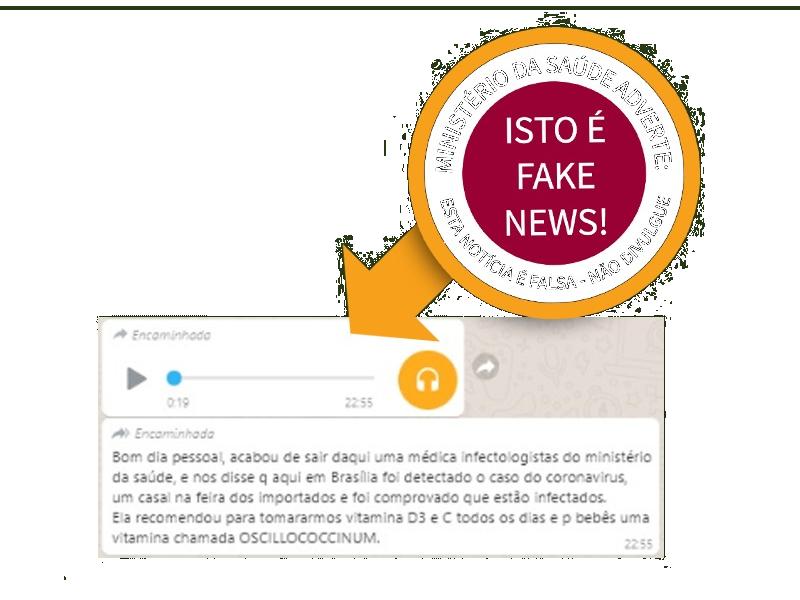 MINISTÉRIO DA SAÚDE ADVERTE:
ISTO É
FAKE
NEWS!
ESTA NOTÍCIA É FALSA - NÃO DIVULGUE
Encaminhada
0:19
22:55
Encaminhada
Bom dia pessoal, acabou de sair daqui uma médica infectologistas do ministério
da saúde, e nos disse q aqui em Brasília foi detectado o caso do coronavirus,
um casal na feira dos importados e foi comprovado que estão infectados.
Ela recomendou para tomararmos vitamina D3 e C todos os dias e p bebês uma
vitamina chamada OSCILLOCOCCINUM.
22:55